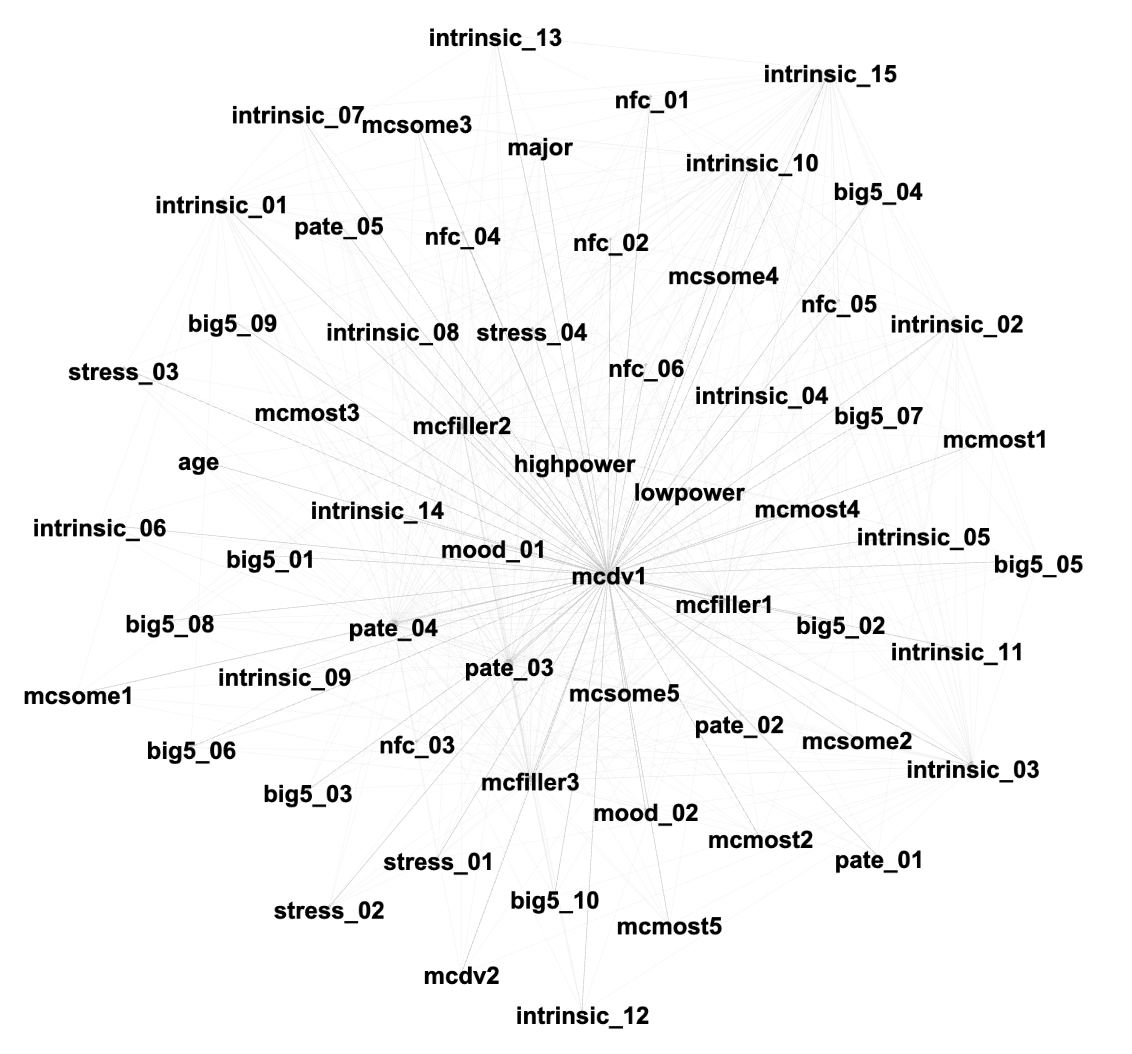 intrinsic_13
intrinsic_15
nfc_01
intrinsic_07
mcsome3
major
intrinsic_10
big5_04
intrinsic_01
pate_05
nfc_04
nfc_02
mcsome4
nfc_05
big5_09
intrinsic_08
stress_04
intrinsic_02
stress_03
nfc_06
intrinsic_04
mcmost3
big5_07
mcfiller2
mcmost1
age
highpower
lowpower
intrinsic_14
mcmost4
intrinsic_06
intrinsic_05
mood_01
big5_01
big5_05
mcdv1
mcfiller1
big5_08
pate_04
big5_02
intrinsic_11
pate_03
intrinsic_09
mcsome1
mcsome5
pate_02
mcsome2
big5_06
nfc_03
intrinsic_03
mcfiller3
big5_03
mood_02
mcmost2
pate_01
stress_01
big5_10
stress_02
mcmost5
mcdv2
intrinsic_12